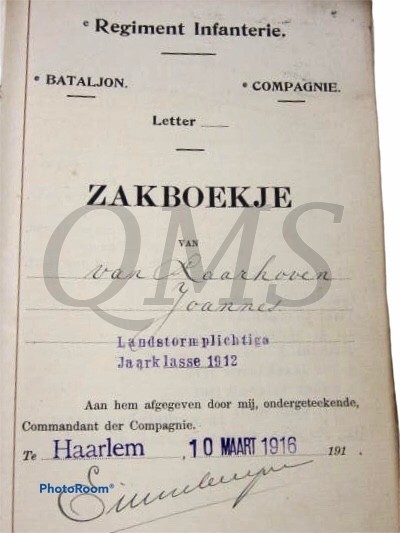 e Regiment Infanterie.
e BATALJON. e COMPAGNIE.
Letter
ZAKBOEKJE
QMS
VAN
van Laarhoven
Joannes.
Landstormplichtige
Jaarklasse 1912
Aan hem afgegeven door mij, ondergeteekende,
Commandant der Compagnie.
Te Haarlem, 10 MAART 1916 191 .
PhotoRoom®